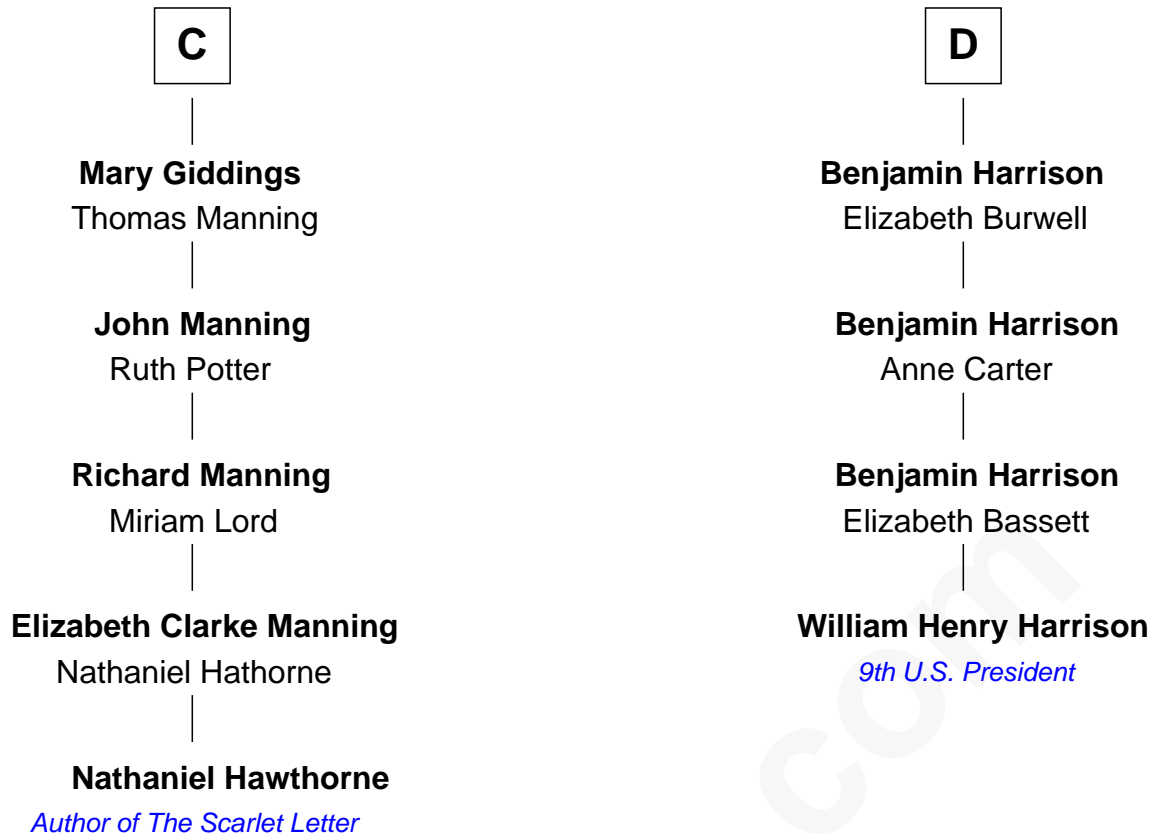 C
Mary Giddings
Thomas Manning
John Manning
Ruth Potter
Richard Manning
Miriam Lord
Elizabeth Clarke Manning
Nathaniel Hathorne
Nathaniel Hawthorne
Author of The Scarlet Letter
D
Benjamin Harrison
Elizabeth Burwell
Benjamin Harrison
Anne Carter
Benjamin Harrison
Elizabeth Bassett
William Henry Harrison
9th U.S. President
com